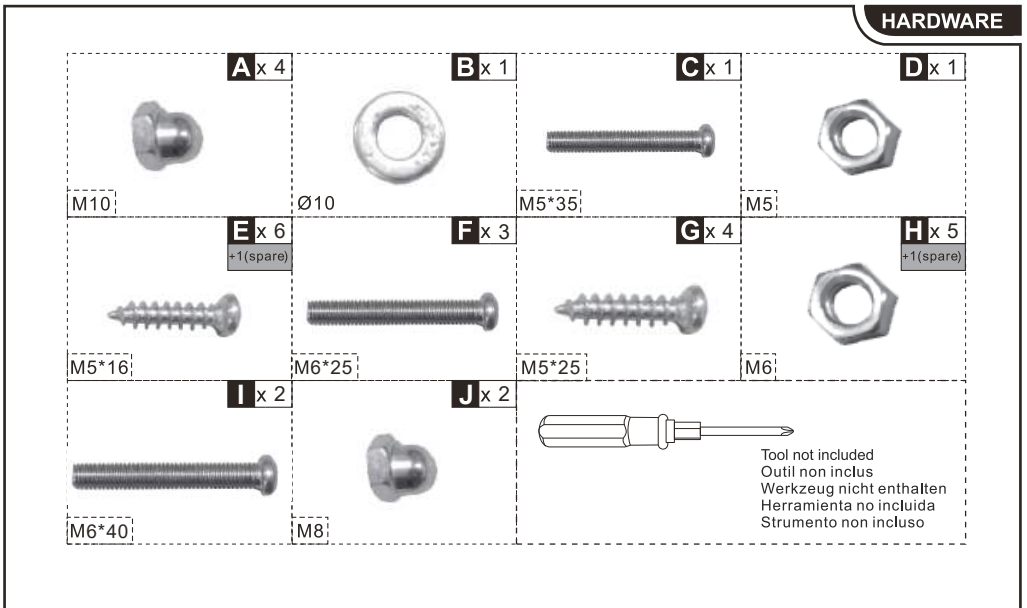 HARDWARE
A x 4
M10
B x 1
Ø10
C x 1
M5*35
D x 1
M5
E x 6
+1(spare)
M5*16
F x 3
M6*25
G x 4
M5*25
H x 5
+1(spare)
M6
I x 2
M6*40
J x 2
M8
Tool not included
Outil non inclus
Werkzeug nicht enthalten
Herramienta no incluida
Strumento non incluso